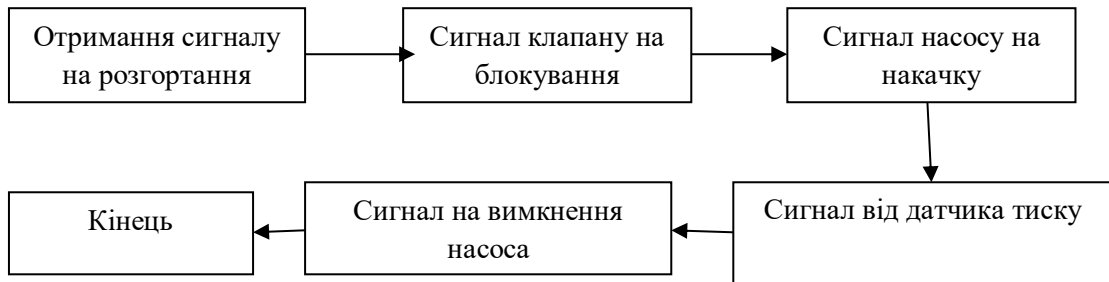 Отримання сигналу
на розгортання
Сигнал клапану на
блокування
Сигнал насосу на
накачку
Сигнал від датчика тиску
Сигнал на вимкнення
насоса
Кінець